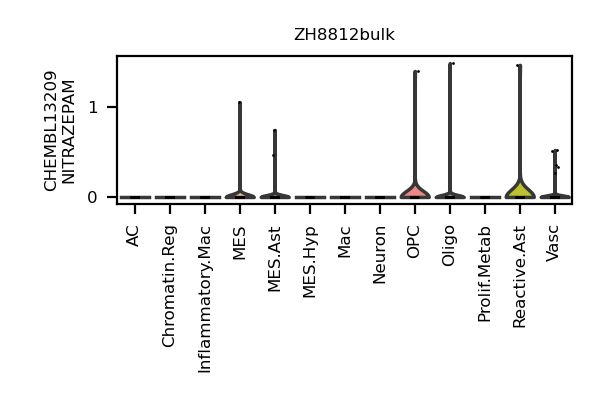 ZH8812bulk
CHEMBL13209
NITRAZEPAM
1
0
AC
Chromatin.Reg
Inflammatory.Mac
MES
MES.Ast
MES.Hyp
Mac
Neuron
OPC
Oligo
Prolif.Metab
Reactive.Ast
Vasc